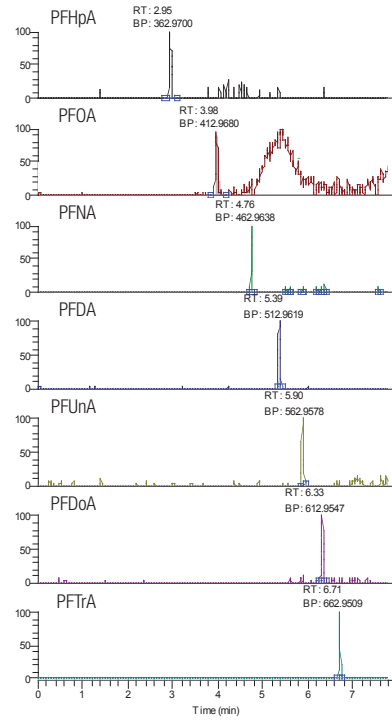 RT: 2.95
PFHpA
BP: 362.9700
100
50
0
RT: 3.98
PFOA
BP: 412.9680
100
50
0
RT: 4.76
PFNA
BP: 462.9638
100
50
0
RT: 5.39
PFDA
BP: 512.9619
100
50
0
RT: 5.90
PFUnA
BP: 562.9578
100
50
0
RT: 6.33
PFDoA
BP: 612.9547
100
50
0
RT: 6.71
PFTrA
BP: 662.9509
100
50
0
0 1 2 3 4 5 6 7
Time (min)